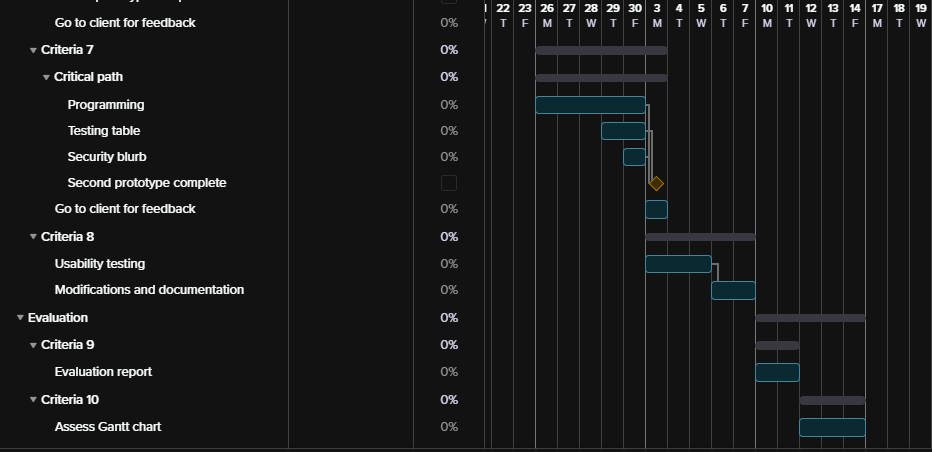 22 23 26 27 28 29 30 3 4 5 6 7 10 11 12 13 14 17 18 19
Go to client for feedback 0% T F M T W T F M T W T F M T W T F M T W
Criteria 7 0%
Critical path 0%
Programming 0%
Testing table 0%
Security blurb 0%
Second prototype complete
Go to client for feedback 0%
Criteria 8 0%
Usability testing 0%
Modifications and documentation 0%
Evaluation 0%
Criteria 9 0%
Evaluation report 0%
Criteria 10 0%
Assess Gantt chart 0%